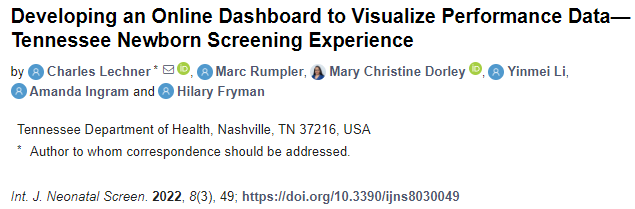 Developing an Online Dashboard to Visualize Performance Data—
Tennessee Newborn Screening Experience
by Charles Lechner * iD, Marc Rumpler, Mary Christine Dorley iD, Yinmei Li,
Amanda Ingram and Hilary Fryman
Tennessee Department of Health, Nashville, TN 37216, USA
* Author to whom correspondence should be addressed.
Int. J. Neonatal Screen. 2022, 8(3), 49; https://doi.org/10.3390/ijns8030049